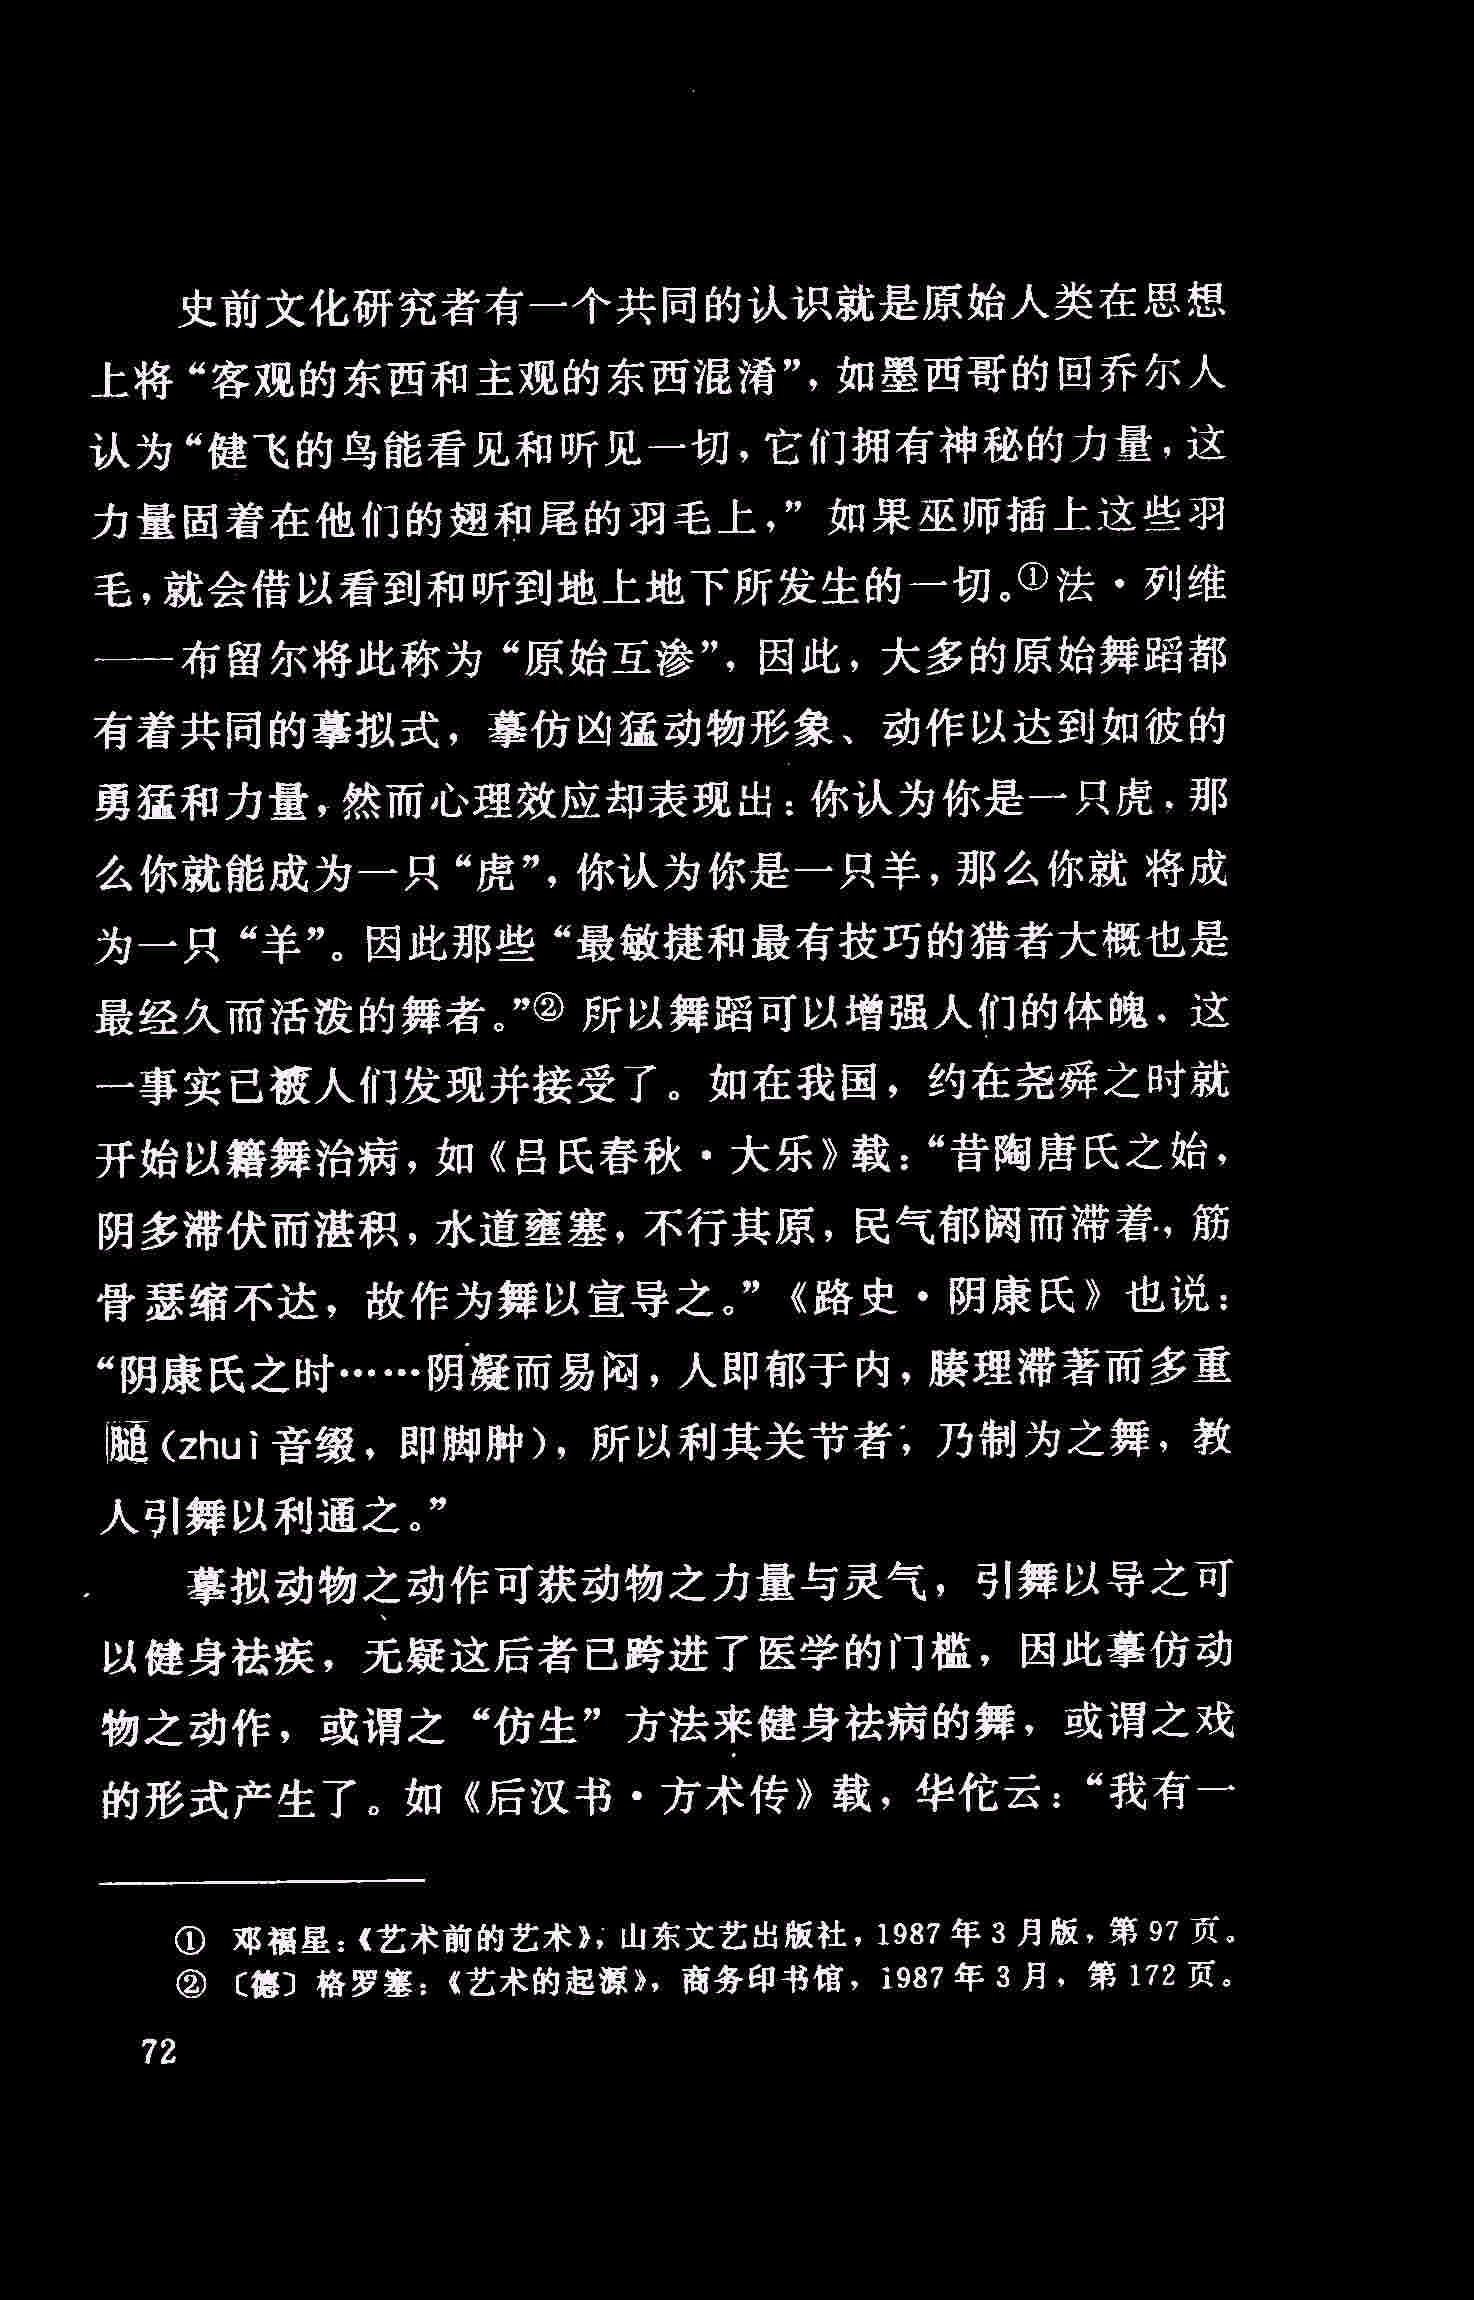 史前文化研究者有一个共同的认识就是原始人类在思想
上将“客观的东西和主观的东西混淆”，如墨西哥的回乔尔人
认为“健飞的鸟能看见和听见一切，它们拥有神秘的力量，这
力量固着在他们的翅和尾的羽毛上，”如果巫师插上这些羽
毛，就会借以看到和听到地上地下所发生的一切。①法·列维
——布留尔将此称为“原始互渗”，因此，大多的原始舞蹈都
有着共同的摹拟式，摹仿凶猛动物形象、动作以达到如彼的
勇猛和力量，然而心理效应却表现出：你认为你是一只虎，那
么你就能成为一只“虎”，你认为你是一只羊，那么你就 将成
为一只“羊”。因此那些“最敏捷和最有技巧的猎者大概也是
最经久而活泼的舞者。”② 所以舞蹈可以增强人们的体魄，这
一事实已被人们发现并接受了。如在我国，约在尧舜之时就
开始以籍舞治病，如《吕氏春秋·大乐》载：“昔陶唐氏之始，
阴多滞伏而湛积，水道壅塞，不行其原，民气郁阏而滞着，筋
骨瑟缩不达，故作为舞以宣导之。”《路史·阴康氏》也说：
“阴康氏之时……阴凝而易闷，人即郁于内，腠理滞著而多重
膇（zhuì音缀，即脚肿），所以利其关节者；乃制为之舞，教
人引舞以利通之。”
摹拟动物之动作可获动物之力量与灵气，引舞以导之可
以健身祛疾，无疑这后者已跨进了医学的门槛，因此摹仿动
物之动作，或谓之“仿生”方法来健身祛病的舞，或谓之戏
的形式产生了。如《后汉书·方术传》载，华佗云：“我有一
① 邓福星：《艺术前的艺术》，山东文艺出版社，1987年3月版，第97页。
② 〔德〕格罗塞：《艺术的起源》，商务印书馆，1987年3月，第172页。
72